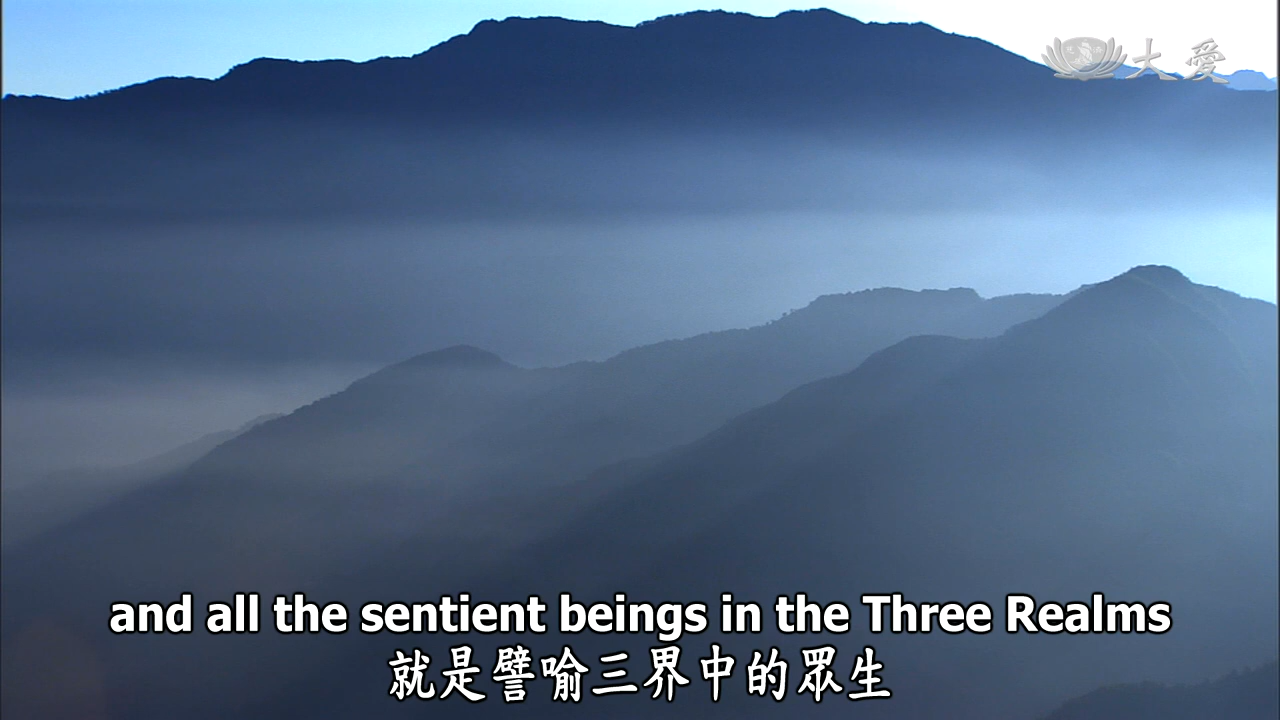 大愛
and all the sentient beings in the Three Realms
就是譬喻三界中的眾生